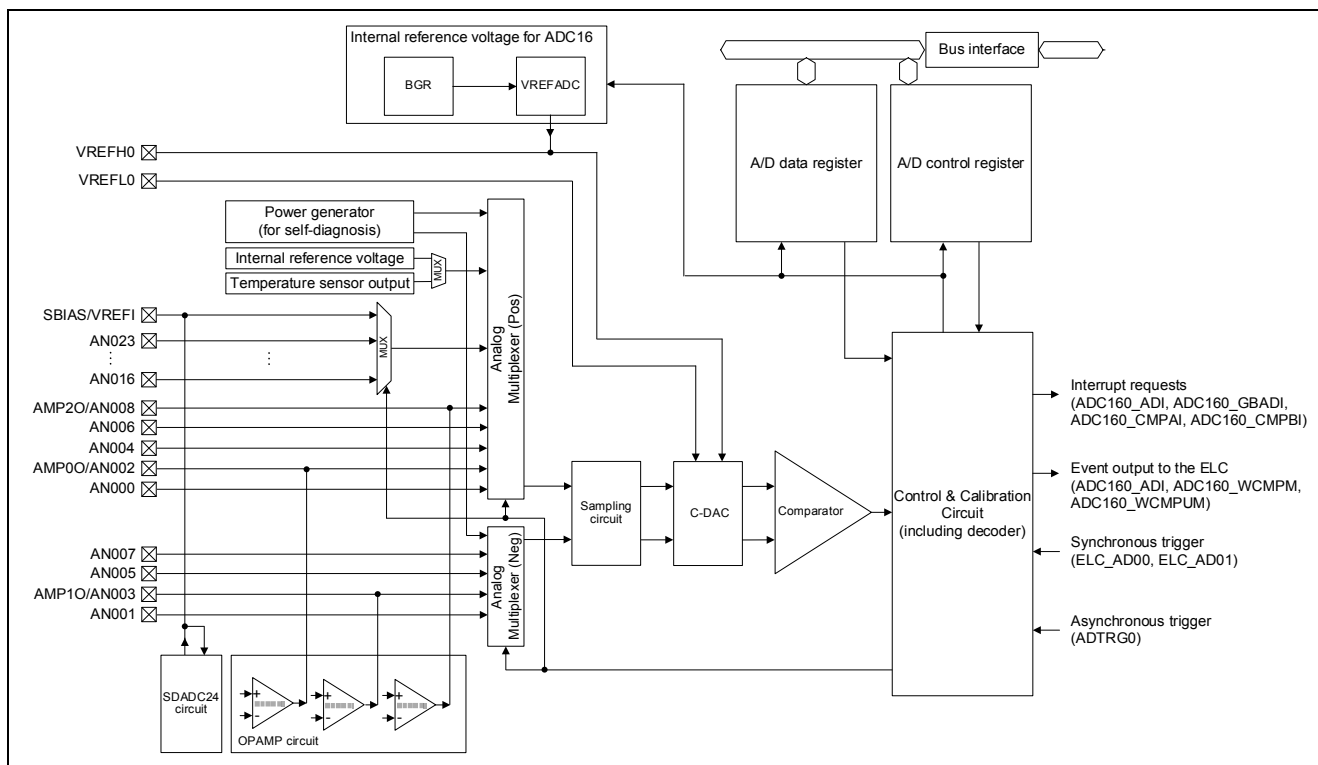 Internal reference voltage for ADC16
BGR
VREFADC
Bus interface
A/D data register
A/D control register
VREFH0
VREFL0
Power generator
(for self-diagnosis)
Internal reference voltage
Temperature sensor output
MUX
SBIAS/VREFI
AN023
AN016
MUX
AMP2O/AN008
AN006
AN004
AMP0O/AN002
AN000
Analog
Multiplexer (Pos)
AN007
AN005
AMP1O/AN003
AN001
Analog
Multiplexer (Neg)
Sampling
circuit
C-DAC
Comparator
Control & Calibration
Circuit
(including decoder)
Interrupt requests
(ADC160_ADI, ADC160_GBADI,
ADC160_CMPAI, ADC160_CMPBI)
Event output to the ELC
(ADC160_ADI, ADC160_WCMPM,
ADC160_WCMPUM)
Synchronous trigger
(ELC_AD00, ELC_AD01)
Asynchronous trigger
(ADTRG0)
SDADC24
circuit
+
-
+
-
+
-
OPAMP circuit